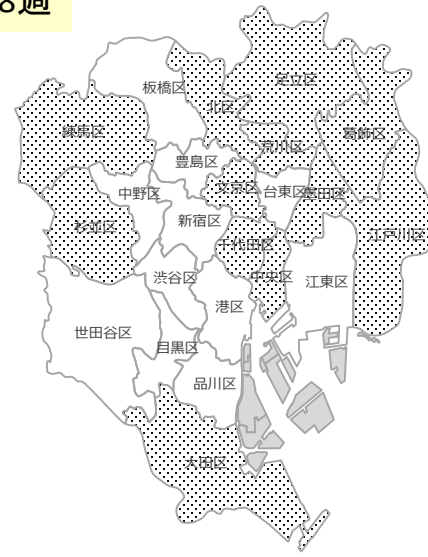 8週
足立区
板橋区
北区
練馬区
荒川区
葛飾区
豊島区
文京区
台東区
墨田区
中野区
杉並区
新宿区
千代田区
江戸川区
渋谷区
中央区
江東区
港区
世田谷区
目黒区
品川区
大田区